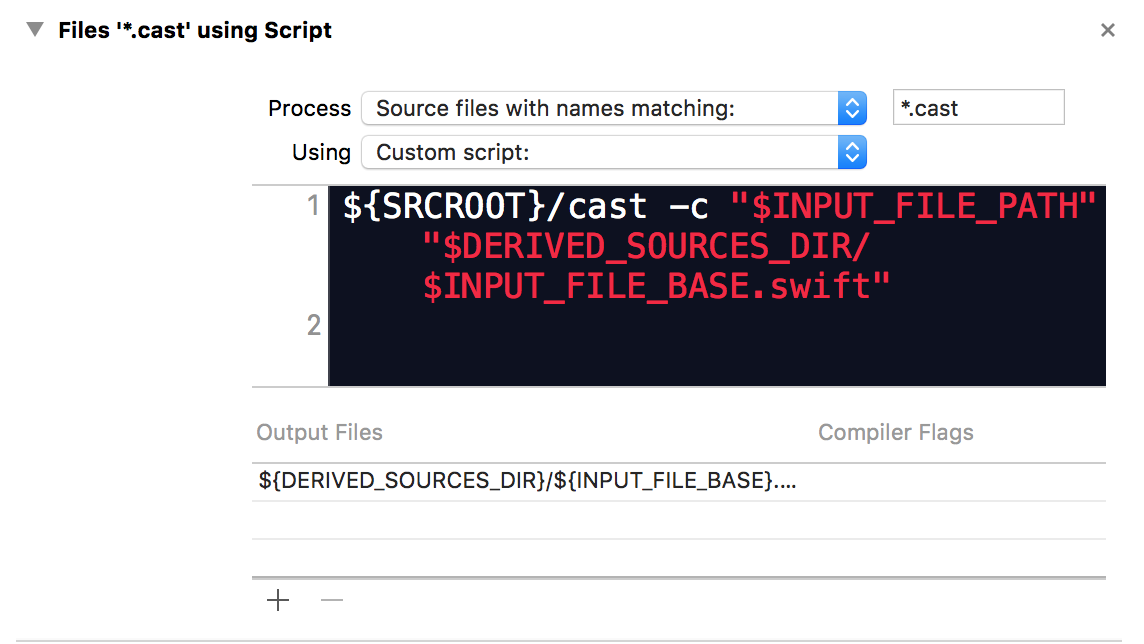 Files '*.cast' using Script
Process Source files with names matching: *.cast
Using Custom script:
1 ${SRCROOT}/cast -c "$INPUT_FILE_PATH"
"$DERIVED_SOURCES_DIR/
$INPUT_FILE_BASE.swift"
2
Output Files Compiler Flags
${DERIVED_SOURCES_DIR}/${INPUT_FILE_BASE}....